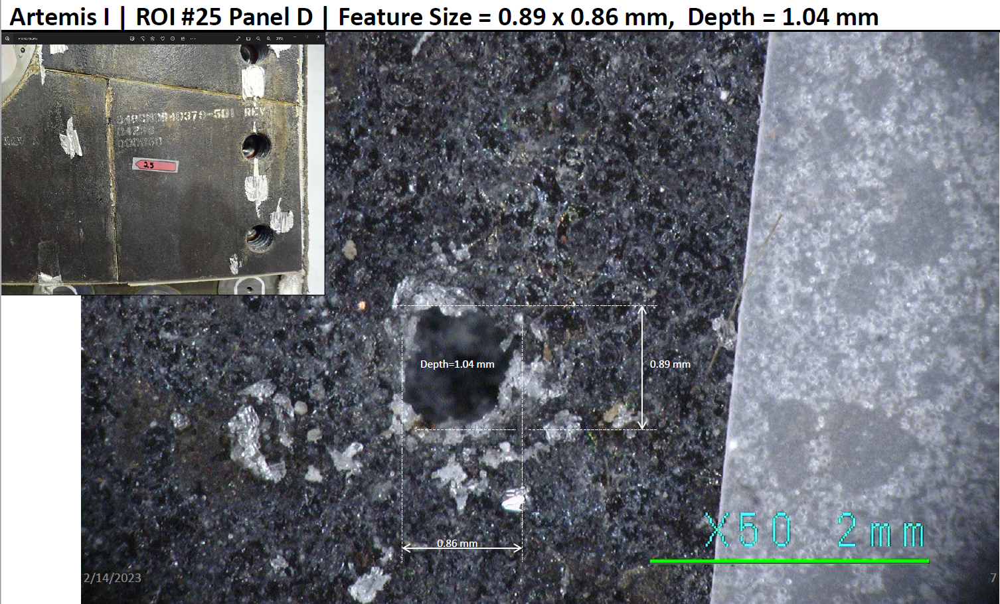 Artemis I | ROI #25 Panel D | Feature Size = 0.89 x 0.86 mm, Depth = 1.04 mm
REV
25
Depth=1.04 mm
0.89 mm
0.86 mm
X50 2mm
2/14/2023
7